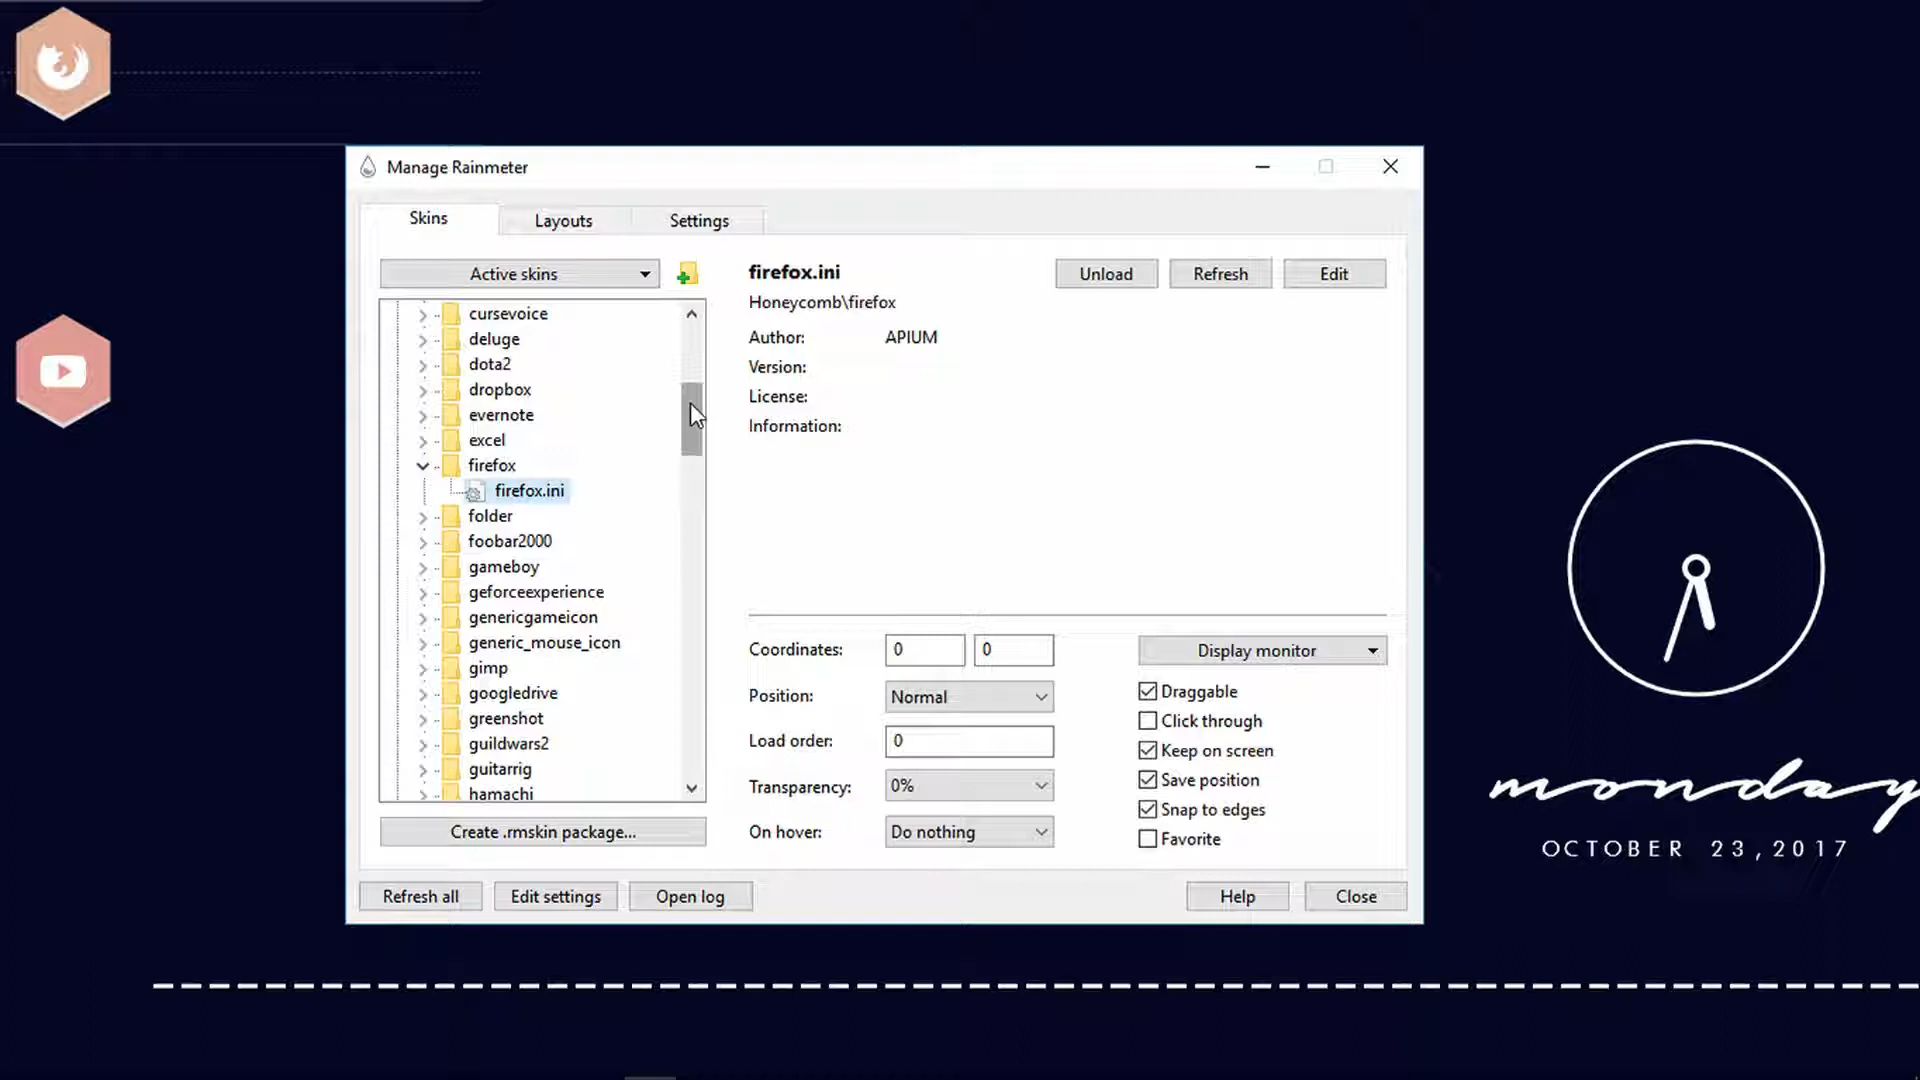 Manage Rainmeter
Skins
Layouts
Settings
Active skins
cursevoice
deluge
dota2
dropbox
evernote
excel
firefox
firefox.ini
folder
foobar2000
gameboy
geforceexperience
genericgameicon
generic_mouse_icon
gimp
googledrive
greenshot
guildwars2
guitarrig
hamachi
Create .rmskin package...
firefox.ini
Unload
Refresh
Edit
Honeycomb\firefox
Author: APIUM
Version:
License:
Information:
Coordinates: 0 0
Position: Normal
Load order: 0
Transparency: 0%
On hover: Do nothing
Display monitor
Draggable
Click through
Keep on screen
Save position
Snap to edges
Favorite
Refresh all
Edit settings
Open log
Help
Close
monday
OCTOBER 23,2017